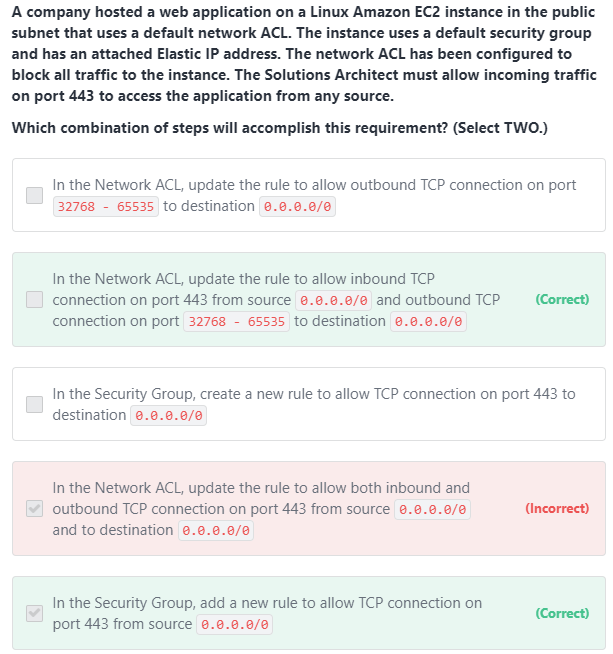 A company hosted a web application on a Linux Amazon EC2 instance in the public
subnet that uses a default network ACL. The instance uses a default security group
and has an attached Elastic IP address. The network ACL has been configured to
block all traffic to the instance. The Solutions Architect must allow incoming traffic
on port 443 to access the application from any source.
Which combination of steps will accomplish this requirement? (Select TWO.)
In the Network ACL, update the rule to allow outbound TCP connection on port
32768 - 65535 to destination 0.0.0.0/0
In the Network ACL, update the rule to allow inbound TCP
connection on port 443 from source 0.0.0.0/0 and outbound TCP
connection on port 32768 - 65535 to destination 0.0.0.0/0
(Correct)
In the Security Group, create a new rule to allow TCP connection on port 443 to
destination 0.0.0.0/0
In the Network ACL, update the rule to allow both inbound and
outbound TCP connection on port 443 from source 0.0.0.0/0
and to destination 0.0.0.0/0
(Incorrect)
In the Security Group, add a new rule to allow TCP connection on
port 443 from source 0.0.0.0/0
(Correct)